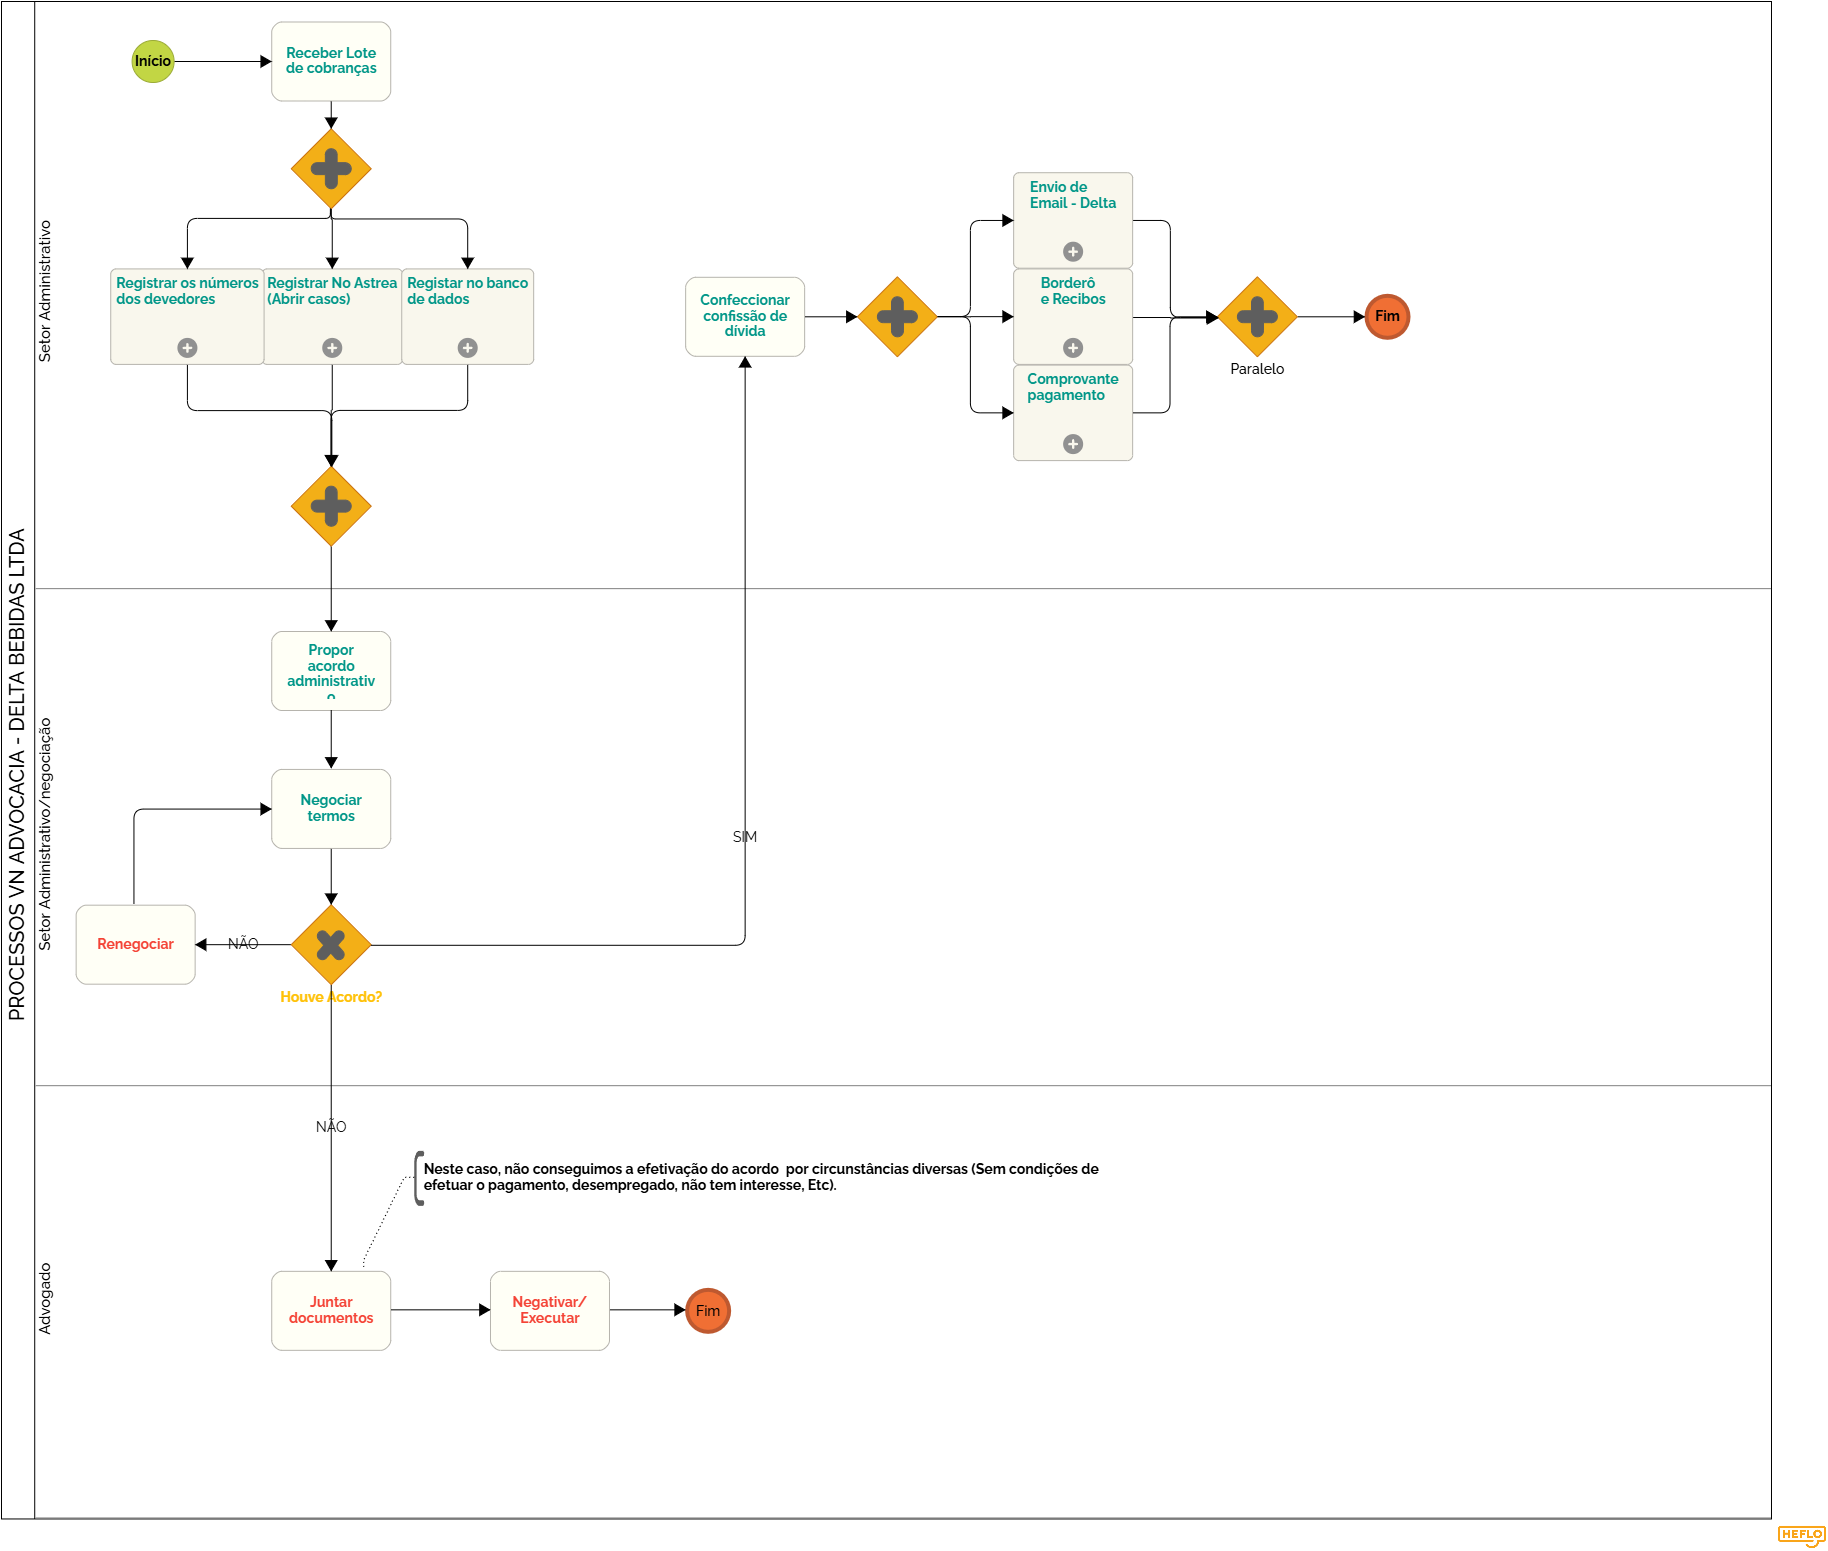 PROCESSOS VN ADVOCACIA - DELTA BEBIDAS LTDA
Setor Administrativo
Início
Receber Lote
de cobranças
Registrar os números
dos devedores
Registrar No Astrea
(Abrir casos)
Registar no banco
de dados
Confeccionar
confissão de
dívida
Envio de
Email - Delta
Borderô
e Recibos
Comprovante
pagamento
Paralelo
Fim
Setor Administrativo/negociação
Propor
acordo
administrativ
o
Negociar
termos
SIM
Renegociar
NÃO
Houve Acordo?
Advogado
NÃO
Neste caso, não conseguimos a efetivação do acordo  por circunstâncias diversas (Sem condições de
efetuar o pagamento, desempregado, não tem interesse, Etc).
Juntar
documentos
Negativar/
Executar
Fim
HEFLO